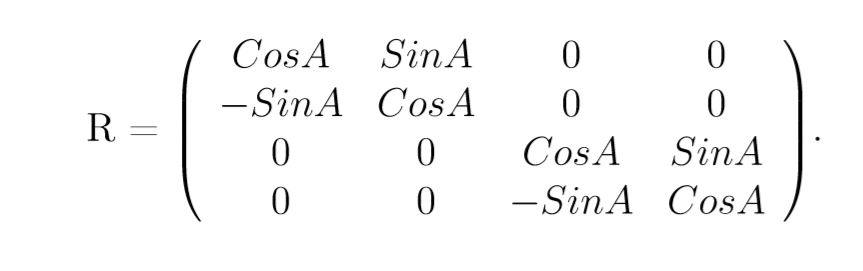 CosA SinA 0 0
−SinA CosA 0 0
R = 0 0 CosA SinA .
0 0 −SinA CosA